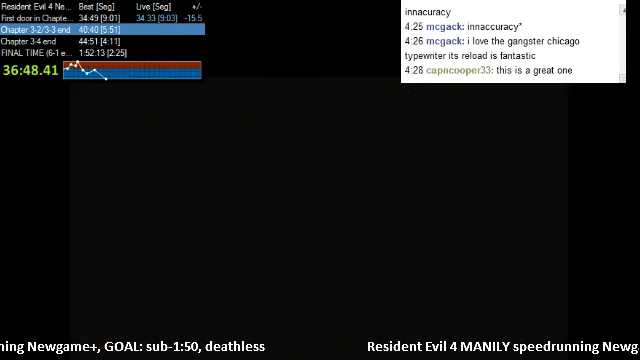 Resident Evil 4 Ne... Best [Seg] Live [Seg] +/-
First door in Chapte... 34:49 [9:01] 34:33 [9:03] -15.5
Chapter 3-2/3-3 end 40:40 [5:51]
Chapter 3-4 end 44:51 [4:11]
FINAL TIME (6-1 e... 1:52:13 [2:25]
36:48.41
innacuracy
4:25 mcgack: innaccuracy*
4:26 mcgack: i love the gangster chicago
typewriter its reload is fantastic
4:28 capncooper33: this is a great one
ning Newgame+, GOAL: sub-1:50, deathless
Resident Evil 4 MANILY speedrunning Newg